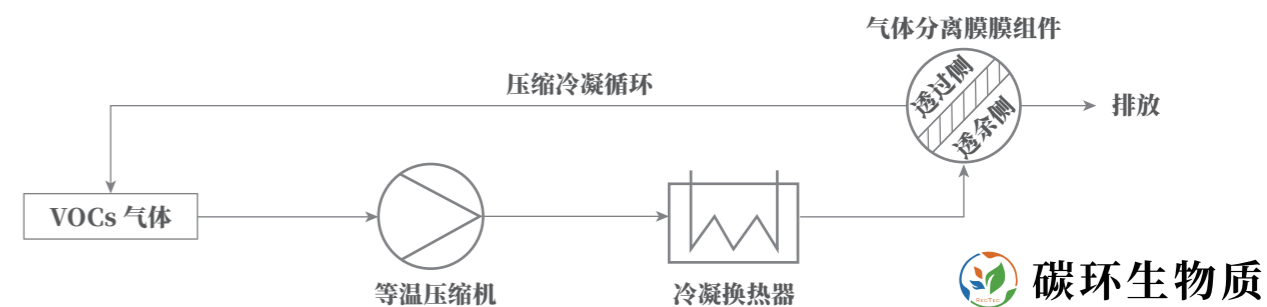 气体分离膜膜组件
压缩冷凝循环
透过侧
透余侧
排放
VOCs 气体
等温压缩机
冷凝换热器
RecTec
碳环生物质